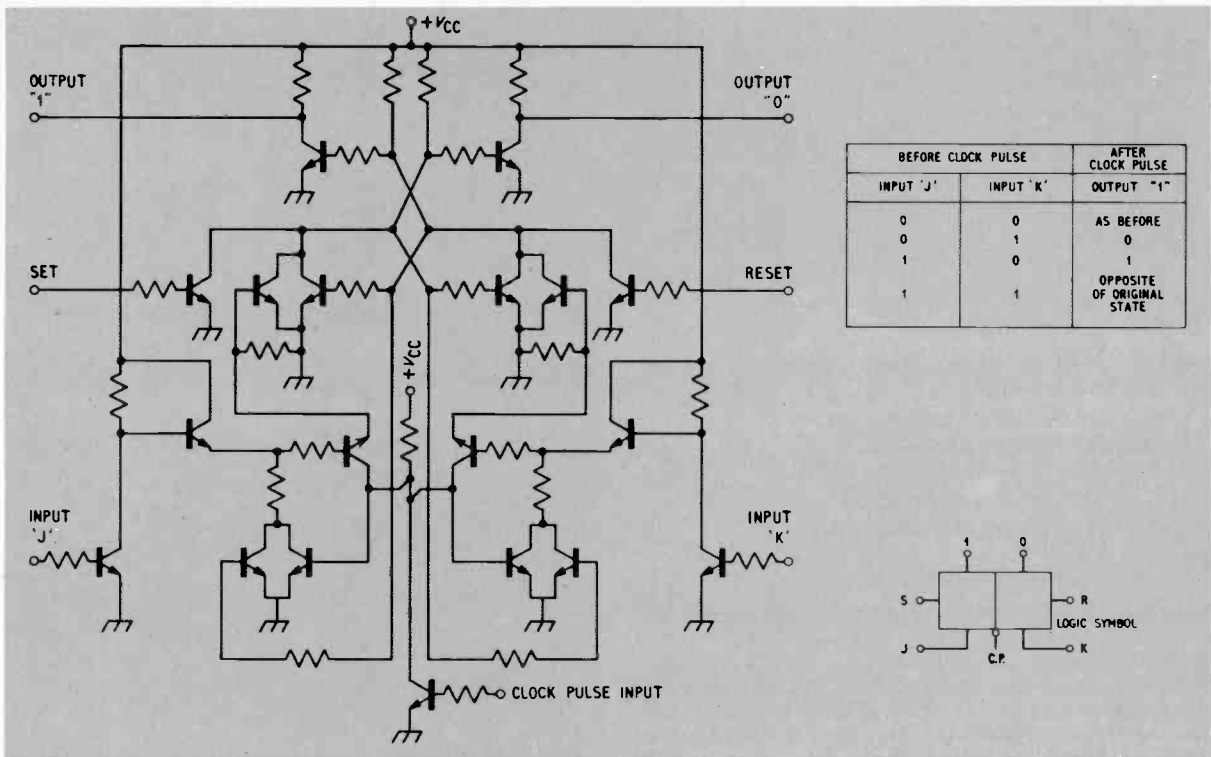 +VCC
OUTPUT
"1"
OUTPUT
"0"
SET
RESET
+VCC
INPUT
'J'
INPUT
'K'
CLOCK PULSE INPUT
BEFORE CLOCK PULSE
AFTER
CLOCK PULSE
INPUT 'J'
INPUT 'K'
OUTPUT "1"
0 0 AS BEFORE
0 1 0
1 0 1
1 1 OPPOSITE
OF ORIGINAL
STATE
1 0
S R
LOGIC SYMBOL
J C.P. K